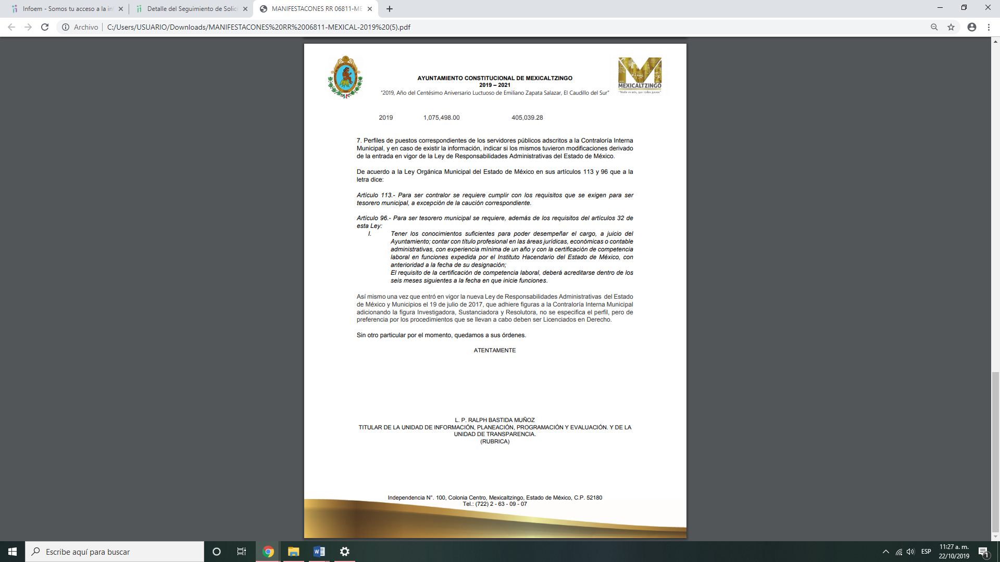 Infoem - Somos tu acceso a la in
Detalle del Seguimiento de Solici
MANIFESTACONES RR 06811-ME
Archivo
C:/Users/USUARIO/Downloads/MANIFESTACONES%20RR%2006811-MEXICAL-2019%20(5).pdf
AYUNTAMIENTO CONSTITUCIONAL DE MEXICALTZINGO
2019 – 2021
"2019, Año del Centésimo Aniversario Luctuoso de Emiliano Zapata Salazar, El Caudillo del Sur"
M
MEXICALTZINGO
"Nadie es más, que todos juntos"
2019 1,075,498.00 405,039.28
7. Perfiles de puestos correspondientes de los servidores públicos adscritos a la Contraloría Interna
Municipal, y en caso de existir la información, indicar si los mismos tuvieron modificaciones derivado
de la entrada en vigor de la Ley de Responsabilidades Administrativas del Estado de México.
De acuerdo a la Ley Orgánica Municipal del Estado de México en sus artículos 113 y 96 que a la
letra dice:
Artículo 113.- Para ser contralor se requiere cumplir con los requisitos que se exigen para ser
tesorero municipal, a excepción de la caución correspondiente.
Artículo 96.- Para ser tesorero municipal se requiere, además de los requisitos del artículos 32 de
esta Ley:
I. Tener los conocimientos suficientes para poder desempeñar el cargo, a juicio del
Ayuntamiento; contar con título profesional en las áreas jurídicas, económicas o contable
administrativas, con experiencia mínima de un año y con la certificación de competencia
laboral en funciones expedida por el Instituto Hacendario del Estado de México, con
anterioridad a la fecha de su designación;
El requisito de la certificación de competencia laboral, deberá acreditarse dentro de los
seis meses siguientes a la fecha en que inicie funciones.
Así mismo una vez que entró en vigor la nueva Ley de Responsabilidades Administrativas del Estado
de México y Municipios el 19 de julio de 2017, que adhiere figuras a la Contraloría Interna Municipal
adicionando la figura Investigadora, Sustanciadora y Resolutora, no se especifica el perfil, pero de
preferencia por los procedimientos que se llevan a cabo deben ser Licenciados en Derecho.
Sin otro particular por el momento, quedamos a sus órdenes.
ATENTAMENTE
L. P. RALPH BASTIDA MUÑOZ
TITULAR DE LA UNIDAD DE INFORMACIÓN, PLANEACIÓN, PROGRAMACIÓN Y EVALUACIÓN. Y DE LA
UNIDAD DE TRANSPARENCIA.
(RUBRICA)
Independencia N°. 100, Colonia Centro, Mexicaltzingo, Estado de México, C.P. 52180
Tel.: (722) 2 - 63 - 09 - 07
Escribe aquí para buscar
ESP
11:27 a. m.
22/10/2019
1